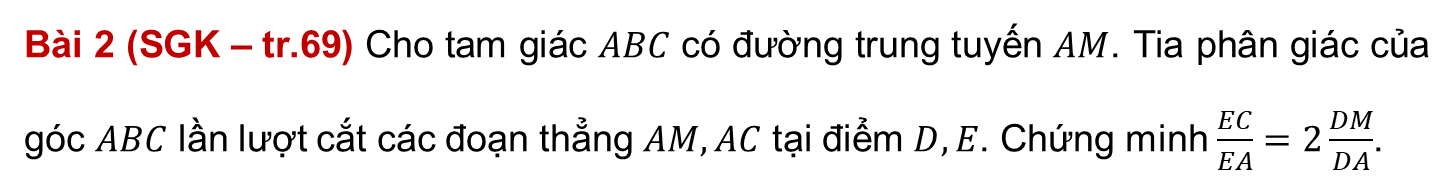 Bài 2 (SGK – tr.69) Cho tam giác ABC có đường trung tuyến AM. Tia phân giác của
góc ABC lần lượt cắt các đoạn thẳng AM, AC tại điểm D, E. Chứng minh EC/EA = 2 DM/DA.